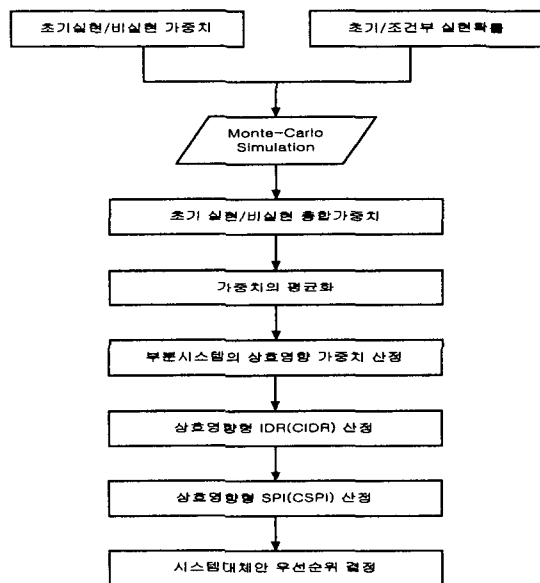 초기실현/비실현 가중치
초기/조건부 실현확률
Monte-Carlo
Simulation
초기 실현/비실현 종합가중치
가중치의 평균화
부분시스템의 상호영향 가중치 산정
상호영향형 IDR(CIDR) 산정
상호영향형 SPI(CSPI) 산정
시스템대체안 우선순위 결정